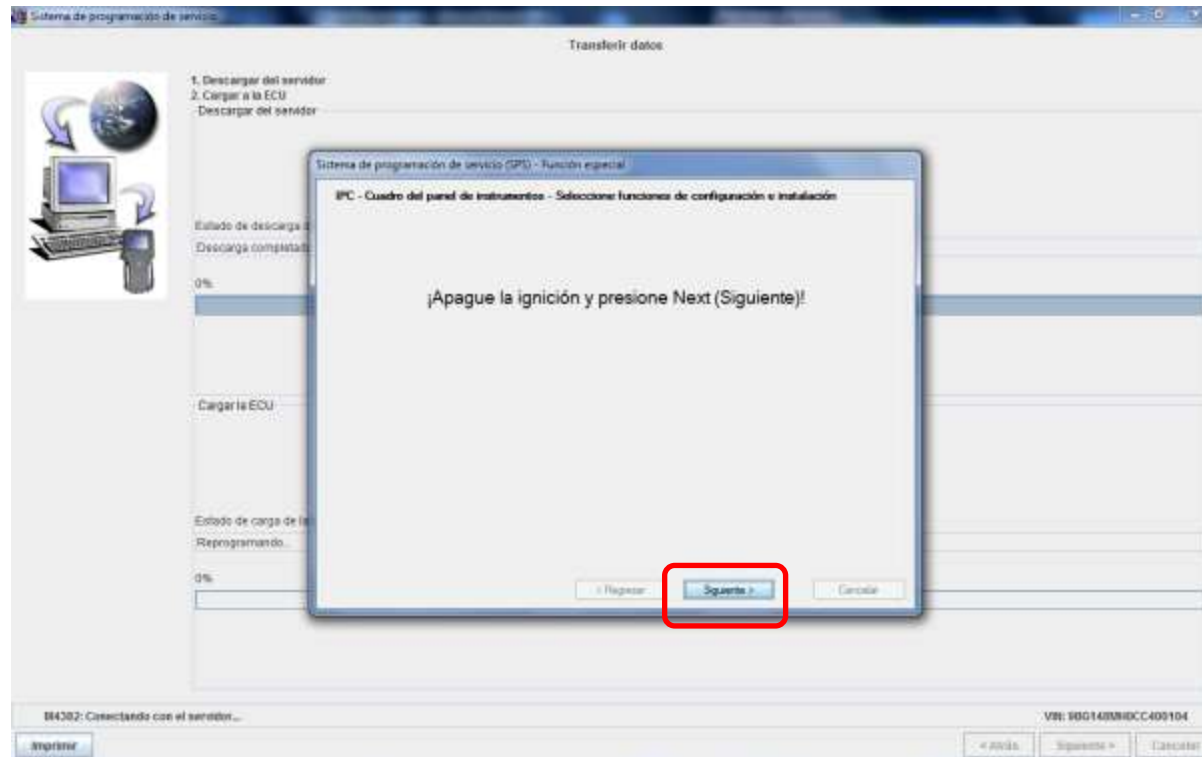 Sistema de programación de servicio
Transferir datos
1. Descargar del servidor
2. Cargar a la ECU
Descargar del servidor
Sistema de programación de servicio (SPS) - Función especial
IPC - Cuadro del panel de instrumentos - Seleccione funciones de configuración e instalación
Estado de descarga
Descarga completada
0%
¡Apague la ignición y presione Next (Siguiente)!
Cargar la ECU
Estado de carga de la
Reprogramando...
0%
< Regresar
Siguiente >
Cancelar
Conectando con el servidor...
VIN:
Imprimir
< Atrás
Siguiente >
Cancelar